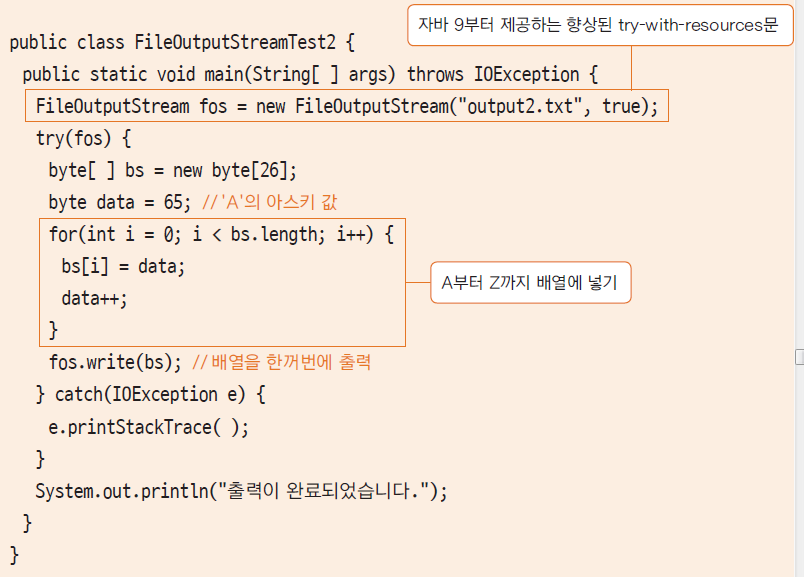 자바 9부터 제공하는 향상된 try-with-resources문
public class FileOutputStreamTest2 {
public static void main(String[ ] args) throws IOException {
FileOutputStream fos = new FileOutputStream("output2.txt", true);
try(fos) {
byte[ ] bs = new byte[26];
byte data = 65; //'A'의 아스키 값
for(int i = 0; i < bs.length; i++) {
bs[i] = data;
data++;
}
A부터 Z까지 배열에 넣기
fos.write(bs); //배열을 한꺼번에 출력
} catch(IOException e) {
e.printStackTrace( );
}
System.out.println("출력이 완료되었습니다.");
}
}